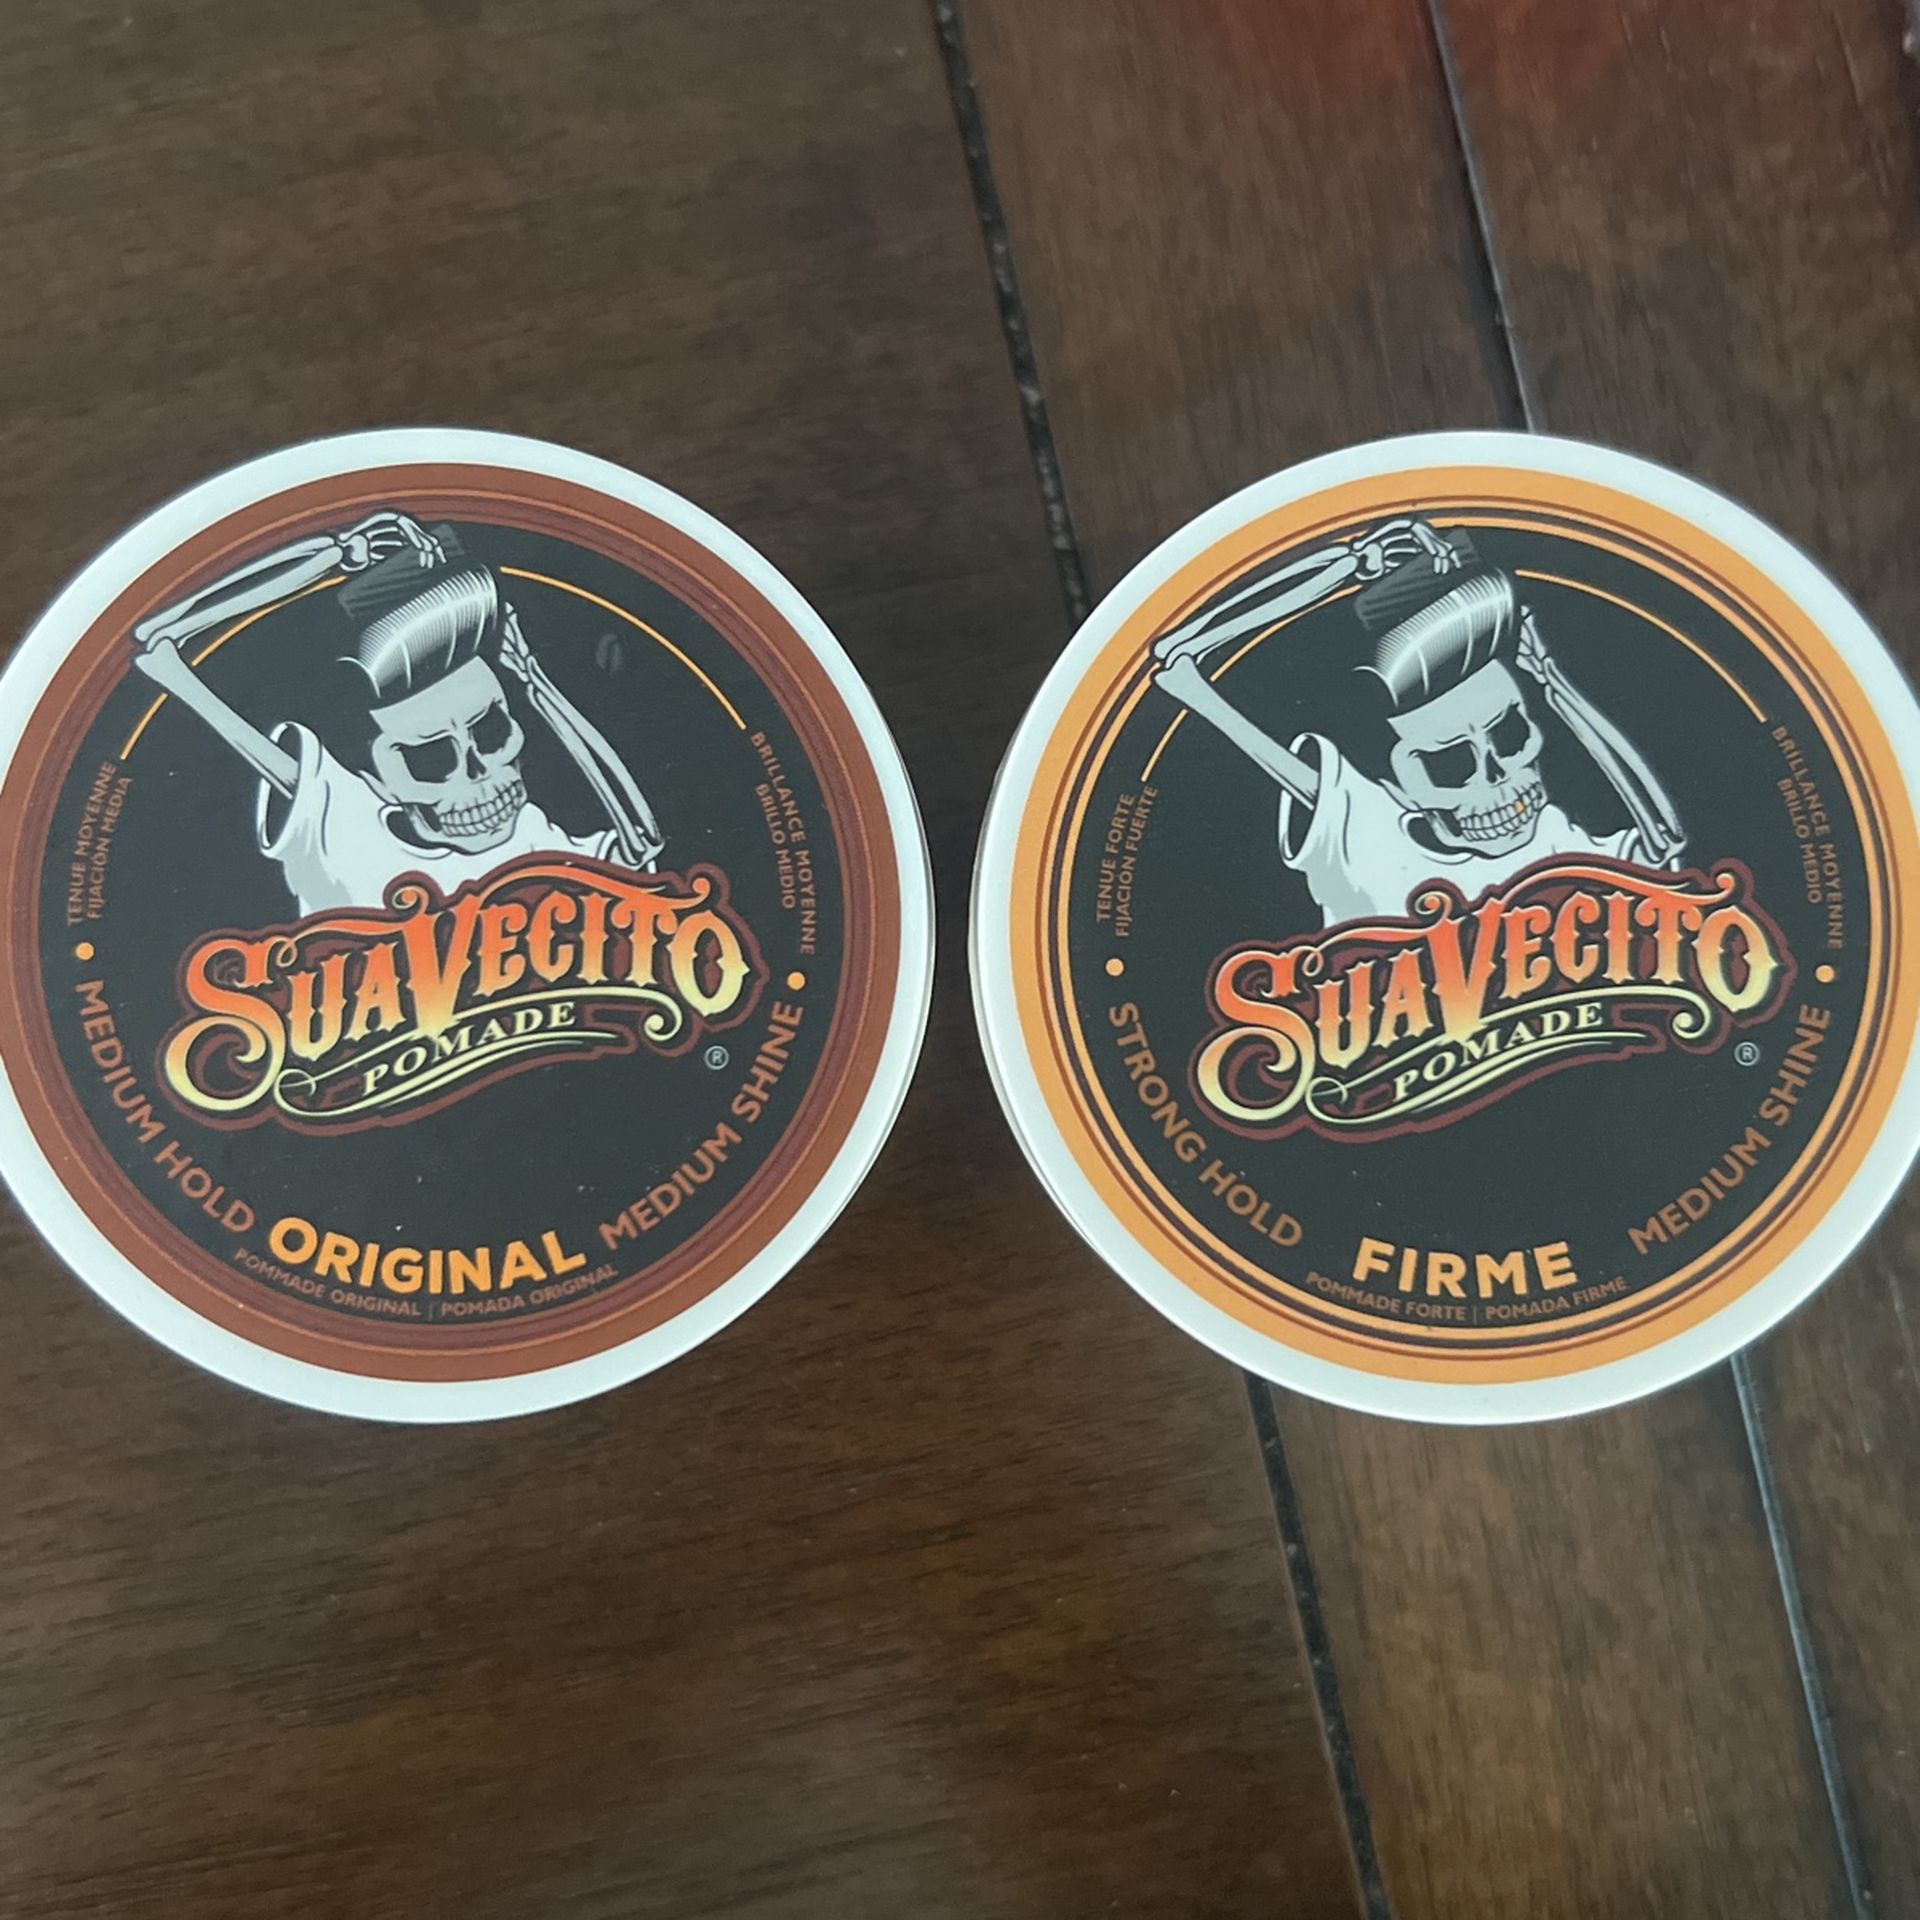 TENUE MOYENNE
FIJACIÓN MEDIA
BRILLANCE MOYENNE
BRILLO MEDIO
SUAVECITO
POMADE
®
• MEDIUM HOLD
ORIGINAL
MEDIUM SHINE •
POMMADE ORIGINAL | POMADA ORIGINAL
TENUE FORTE
FIJACIÓN FUERTE
BRILLANCE MOYENNE
BRILLO MEDIO
SUAVECITO
POMADE
®
• STRONG HOLD
FIRME
MEDIUM SHINE •
POMMADE FORTE | POMADA FIRME